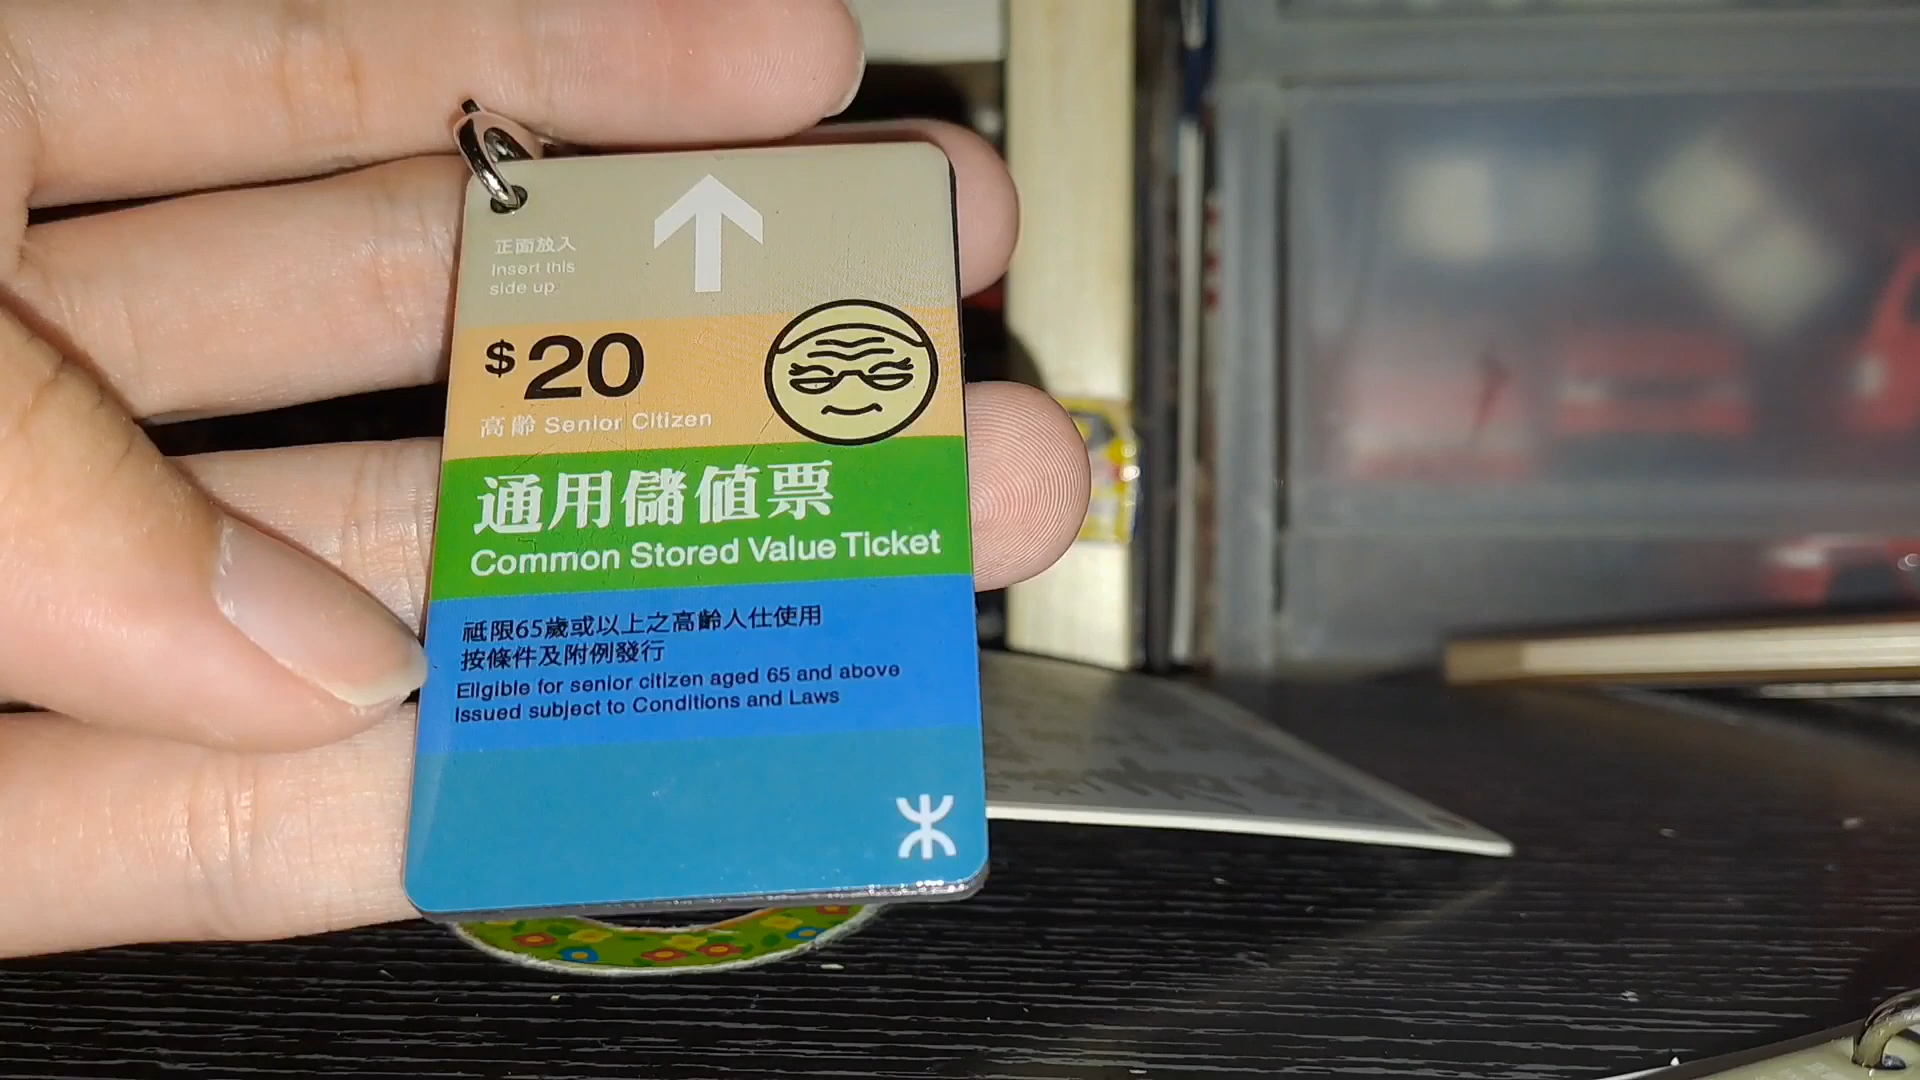 正面放入
Insert this
side up
$20
高齡 Senior Citizen
通用儲値票
Common Stored Value Ticket
祗限65歲或以上之高齡人仕使用
按條件及附例發行
Eligible for senior citizen aged 65 and above
Issued subject to Conditions and Laws